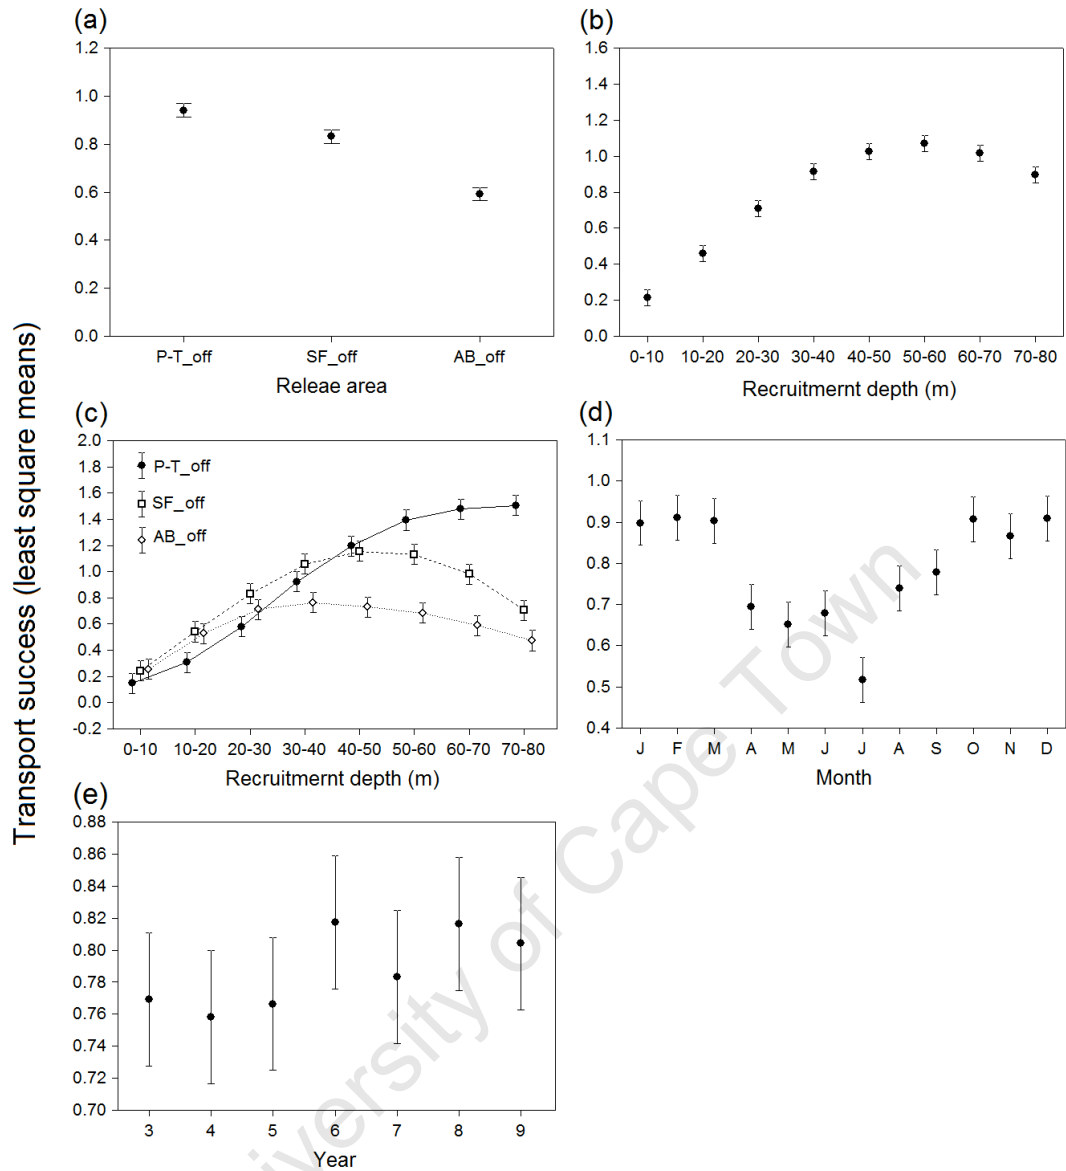 (a)
1.2
1.0
0.8
0.6
0.4
0.2
0.0
P-T_off SF_off AB_off
Releae area
(b)
1.6
1.4
1.2
1.0
0.8
0.6
0.4
0.2
0.0
0-10 10-20 20-30 30-40 40-50 50-60 60-70 70-80
Recruitmernt depth (m)
Transport success (least square means)
(c)
2.0
1.8
1.6
1.4
1.2
1.0
0.8
0.6
0.4
0.2
0.0
-0.2
P-T_off
SF_off
AB_off
0-10 10-20 20-30 30-40 40-50 50-60 60-70 70-80
Recruitmernt depth (m)
(d)
1.1
1.0
0.9
0.8
0.7
0.6
0.5
0.4
J F M A M J J A S O N D
Month
(e)
0.88
0.86
0.84
0.82
0.80
0.78
0.76
0.74
0.72
0.70
3 4 5 6 7 8 9
Year
iversity of Cape Town